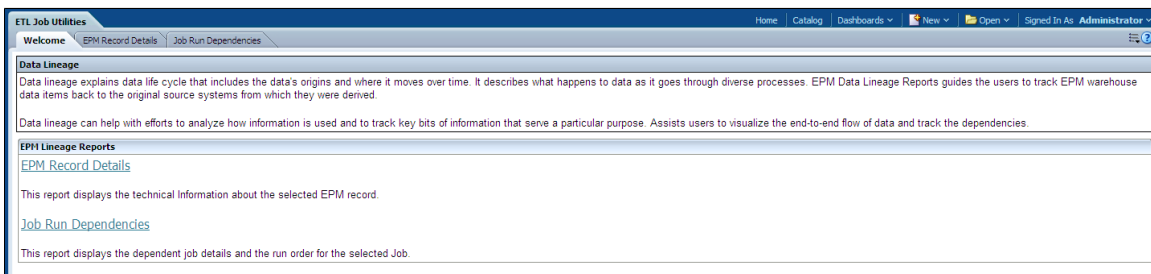 ETL Job Utilities
Home Catalog Dashboards New Open Signed In As Administrator
Welcome EPM Record Details Job Run Dependencies
Data Lineage
Data lineage explains data life cycle that includes the data's origins and where it moves over time. It describes what happens to data as it goes through diverse processes. EPM Data Lineage Reports guides the users to track EPM warehouse
data items back to the original source systems from which they were derived.
Data lineage can help with efforts to analyze how information is used and to track key bits of information that serve a particular purpose. Assists users to visualize the end-to-end flow of data and track the dependencies.
EPM Lineage Reports
EPM Record Details
This report displays the technical Information about the selected EPM record.
Job Run Dependencies
This report displays the dependent job details and the run order for the selected Job.